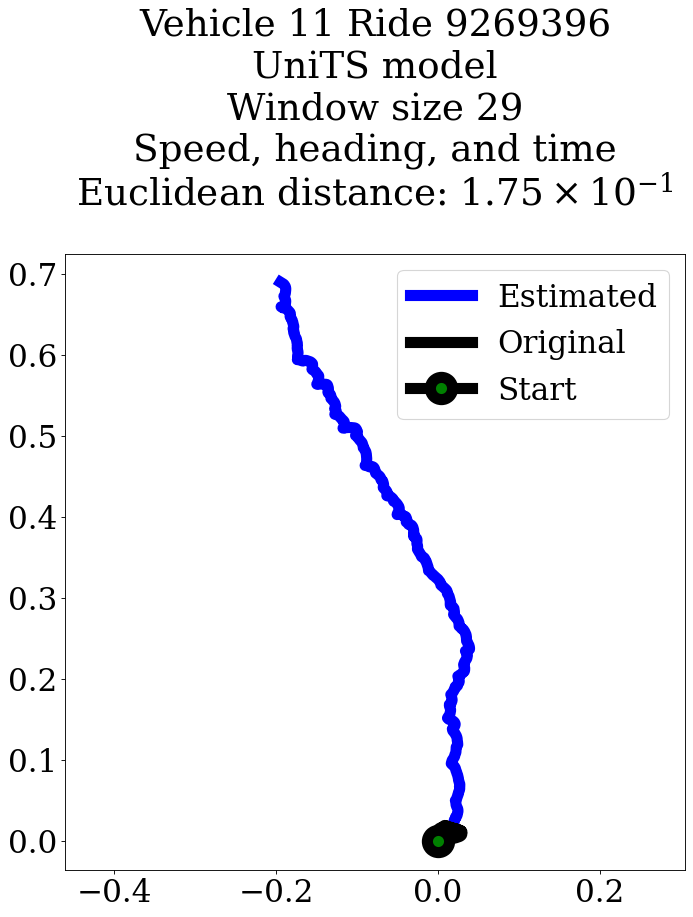 Vehicle 11 Ride 9269396
UniTS model
Window size 29
Speed, heading, and time
Euclidean distance: 1.75 × 10⁻¹
Estimated
Original
Start
0.7
0.6
0.5
0.4
0.3
0.2
0.1
0.0
−0.4 −0.2 0.0 0.2